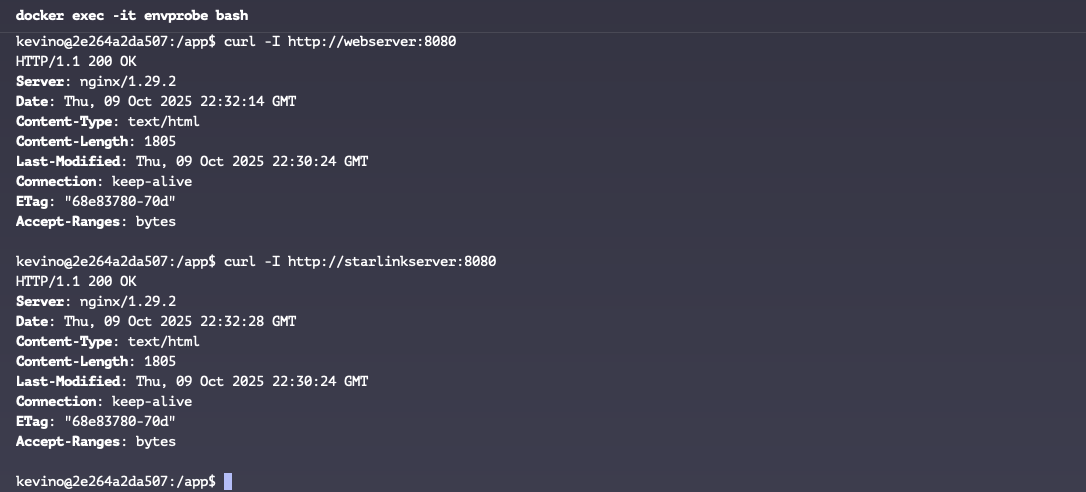 docker exec -it envprobe bash
kevino@2e264a2da507:/app$ curl -I http://webserver:8080
HTTP/1.1 200 OK
Server: nginx/1.29.2
Date: Thu, 09 Oct 2025 22:32:14 GMT
Content-Type: text/html
Content-Length: 1805
Last-Modified: Thu, 09 Oct 2025 22:30:24 GMT
Connection: keep-alive
ETag: "68e83780-70d"
Accept-Ranges: bytes
kevino@2e264a2da507:/app$ curl -I http://starlinkserver:8080
HTTP/1.1 200 OK
Server: nginx/1.29.2
Date: Thu, 09 Oct 2025 22:32:28 GMT
Content-Type: text/html
Content-Length: 1805
Last-Modified: Thu, 09 Oct 2025 22:30:24 GMT
Connection: keep-alive
ETag: "68e83780-70d"
Accept-Ranges: bytes
kevino@2e264a2da507:/app$